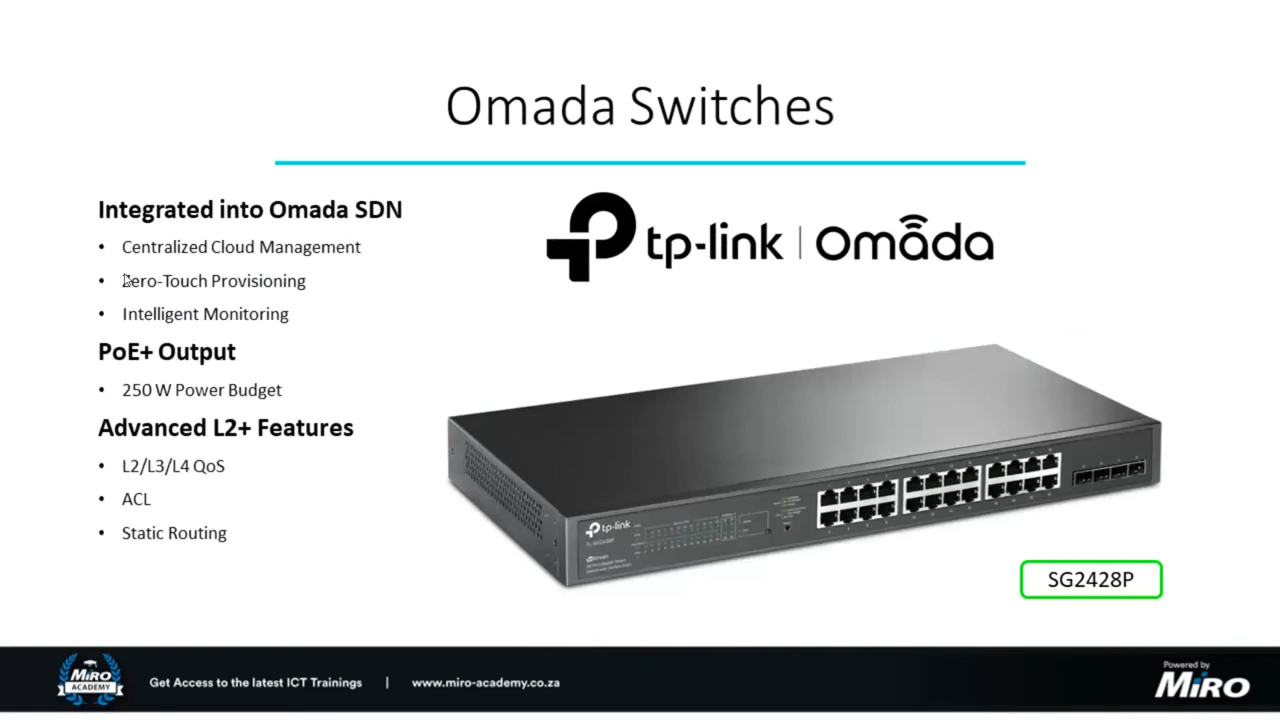 Omada Switches
Integrated into Omada SDN
• Centralized Cloud Management
• Zero-Touch Provisioning
• Intelligent Monitoring
PoE+ Output
• 250 W Power Budget
Advanced L2+ Features
• L2/L3/L4 QoS
• ACL
• Static Routing
tp-link | omada
tp-link
SG2428P
MiRO
ACADEMY
Get Access to the latest ICT Trainings | www.miro-academy.co.za
Powered by
MiRO